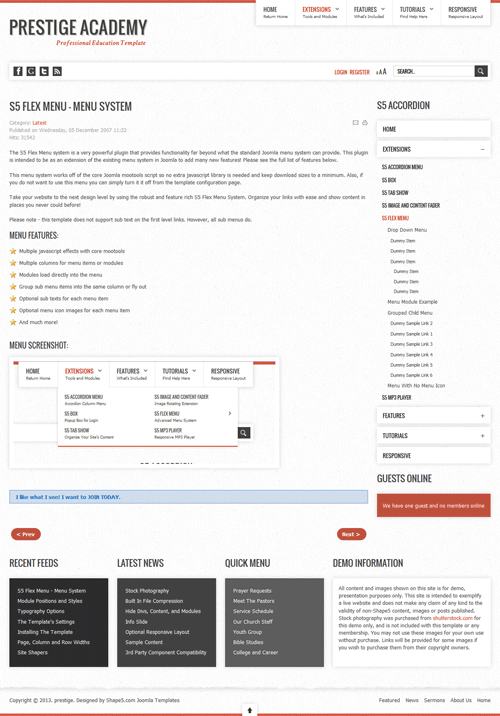 HOME
Return Home
EXTENSIONS
Tools and Modules
FEATURES
What's Included
TUTORIALS
Find Help Here
RESPONSIVE
Responsive Layout
PRESTIGE ACADEMY
Professional Education Template
LOGIN REGISTER
A A A
SEARCH...
S5 FLEX MENU - MENU SYSTEM
Category: Latest
Published on Wednesday, 05 December 2007 11:22
Hits: 31542
The S5 Flex Menu system is a very powerful plugin that provides functionality far beyond what the standard Joomla menu system can provide. This plugin
is intended to be as an extension of the existing menu system in Joomla to add many new features! Please see the full list of features below.
This menu system works off of the core Joomla mootools script so no extra javascript library is needed and keep download sizes to a minimum. Also, if
you do not want to use this menu you can simply turn it it off from the template configuration page.
Take your website to the next design level by using the robust and feature rich S5 Flex Menu System. Organize your links with ease and show content in
places you never could before!
Please note - this template does not support sub text on the first level links. However, all sub menus do.
MENU FEATURES:
Multiple javascript effects with core mootools
Multiple columns for menu items or modules
Modules load directly into the menu
Group sub menu items into the same column or fly out
Optional sub texts for each menu item
Optional menu icon images for each menu item
And much more!
MENU SCREENSHOT:
HOME
Return Home
EXTENSIONS
Tools and Modules
FEATURES
What's Included
TUTORIALS
Find Help Here
RESPONSIVE
Responsive Layout
S5 ACCORDION MENU
Accordion Column Menu
S5 IMAGE AND CONTENT FADER
Image Rotating Extension
S5 BOX
Popup Box for Login
S5 FLEX MENU
Advanced Menu System
S5 TAB SHOW
Organize Your Site's Content
S5 MP3 PLAYER
Responsive MP3 Player
I like what I see! I want to JOIN TODAY.
< Prev
Next >
S5 ACCORDION
HOME
EXTENSIONS
S5 ACCORDION MENU
S5 BOX
S5 TAB SHOW
S5 IMAGE AND CONTENT FADER
S5 FLEX MENU
Drop Down Menu
Dummy Item
Dummy Item
Dummy Item
Dummy Item
Dummy Item
Dummy Item
Menu Module Example
Grouped Child Menu
Dummy Sample Link 2
Dummy Sample Link 1
Dummy Sample Link 3
Dummy Sample Link 4
Dummy Sample Link 5
Dummy Sample Link 6
Menu With No Menu Icon
S5 MP3 PLAYER
FEATURES
TUTORIALS
RESPONSIVE
GUESTS ONLINE
We have one guest and no members online
RECENT FEEDS
S5 Flex Menu - Menu System
Module Positions and Styles
Typography Options
The Template's Settings
Installing The Template
Page, Column and Row Widths
Site Shapers
LATEST NEWS
Stock Photography
Built In File Compression
Hide Divs, Content, and Modules
Info Slide
Optional Responsive Layout
Sample Content
3rd Party Component Compatibility
QUICK MENU
Prayer Requests
Meet The Pastors
Service Schedule
Our Church Staff
Youth Group
Bible Studies
College and Career
DEMO INFORMATION
All content and images shown on this site is for demo,
presentation purposes only. This site is intended to exemplify
a live website and does not make any claim of any kind to the
validity of non-Shape5 content, images or posts published.
Stock photography was purchased from shutterstock.com for
this demo only, and is not included with this template or any
membership. You may not use these images for your own use
without purchase. Links will be provided for some images if
you wish to purchase them from their copyright owners.
Copyright © 2013. prestige. Designed by Shape5.com Joomla Templates
Featured News Sermons About Us Home